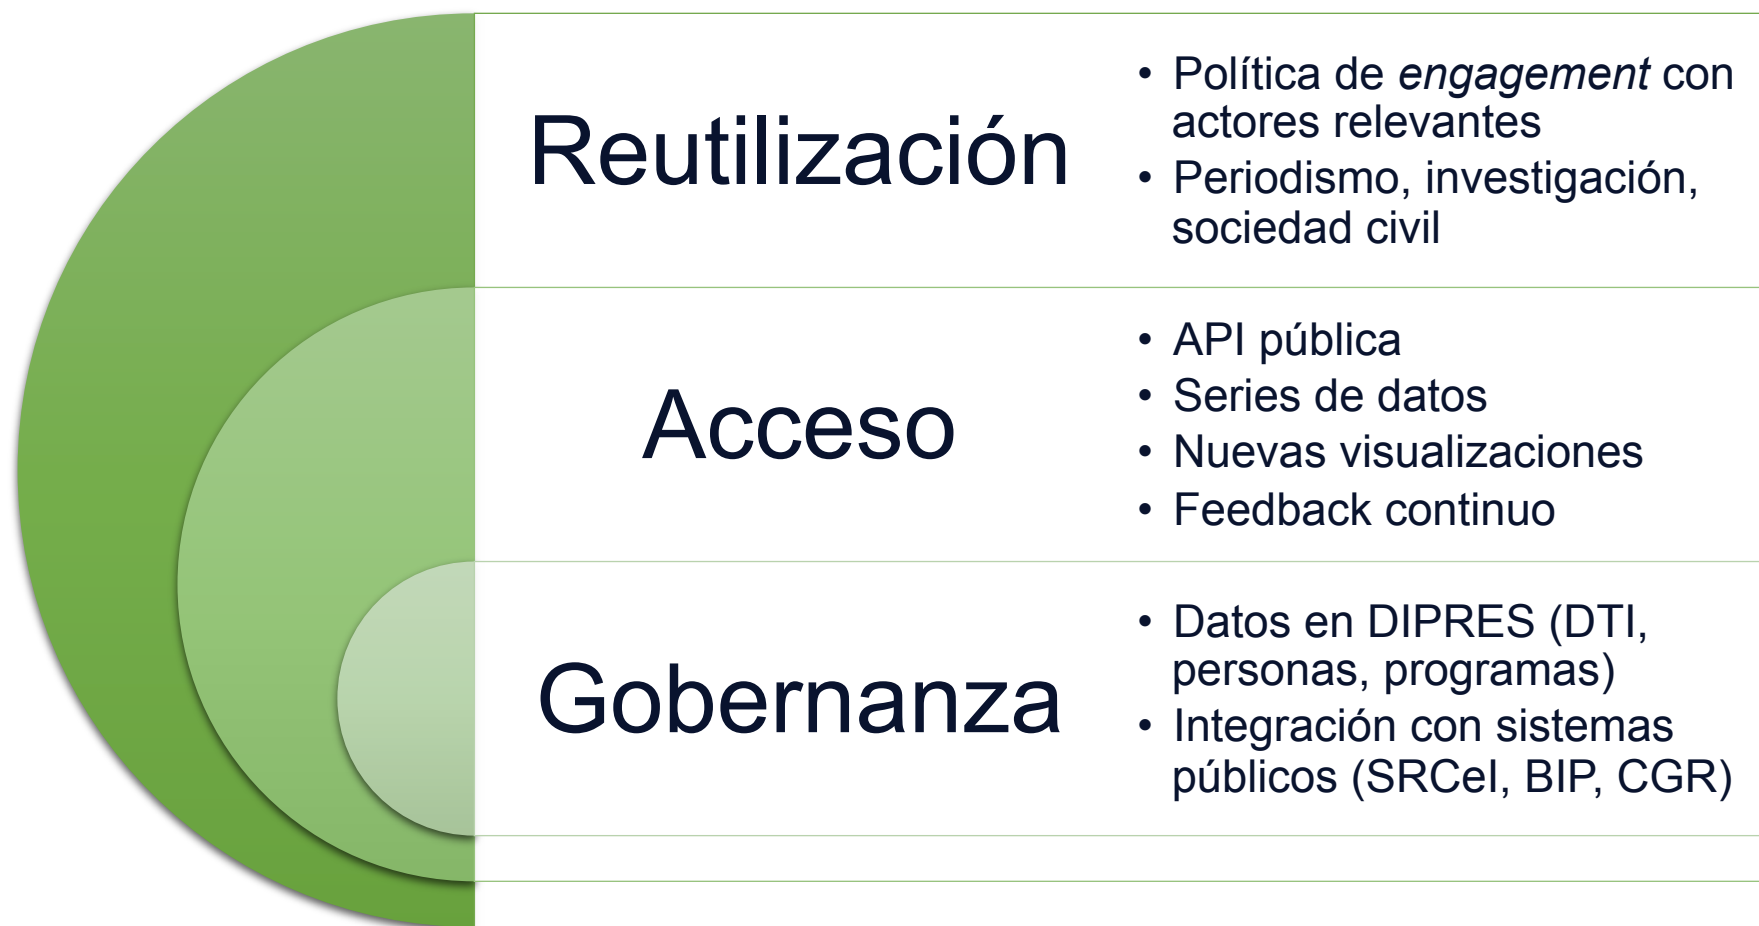 Reutilización
• Política de engagement con
actores relevantes
• Periodismo, investigación,
sociedad civil
Acceso
• API pública
• Series de datos
• Nuevas visualizaciones
• Feedback continuo
Gobernanza
• Datos en DIPRES (DTI,
personas, programas)
• Integración con sistemas
públicos (SRCeI, BIP, CGR)